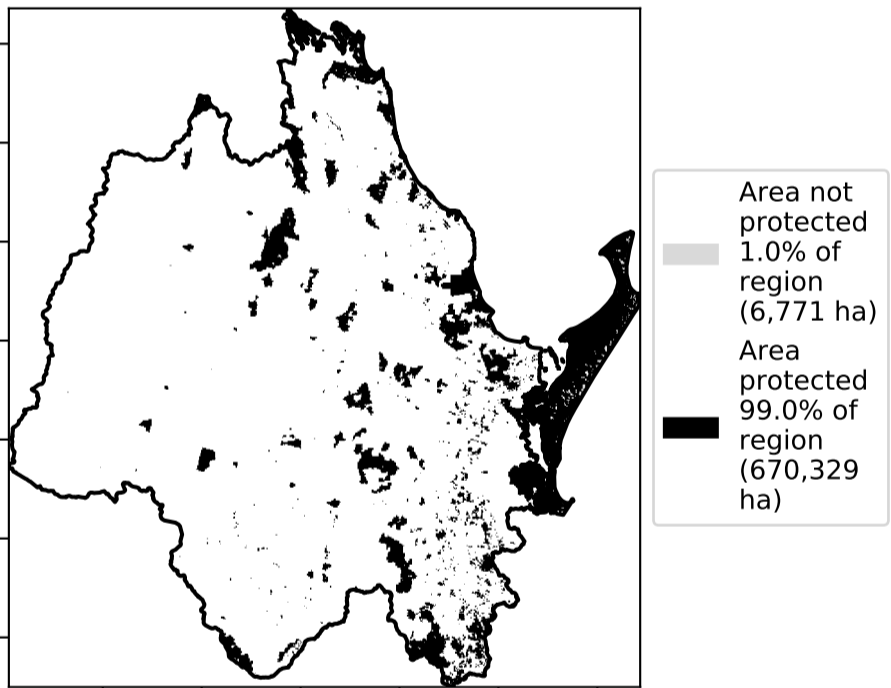 Area not
protected
1.0% of
region
(6,771 ha)
Area
protected
99.0% of
region
(670,329
ha)